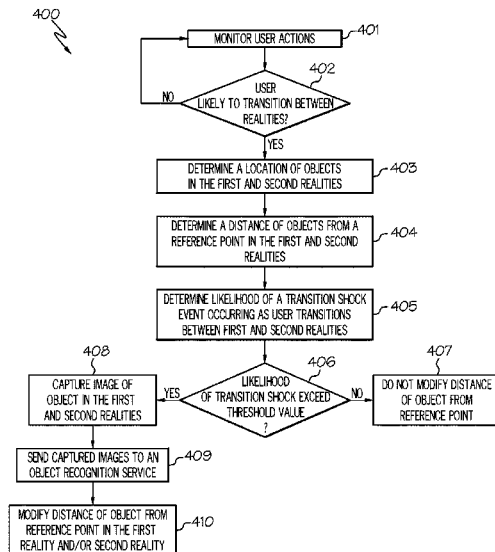 400
MONITOR USER ACTIONS
401
402
USER
LIKELY TO TRANSITION BETWEEN
REALITIES?
NO
YES
DETERMINE A LOCATION OF OBJECTS
IN THE FIRST AND SECOND REALITIES
403
DETERMINE A DISTANCE OF OBJECTS FROM A
REFERENCE POINT IN THE FIRST AND SECOND
REALITIES
404
DETERMINE LIKELIHOOD OF A TRANSITION SHOCK
EVENT OCCURRING AS USER TRANSITIONS
BETWEEN FIRST AND SECOND REALITIES
405
406
LIKELIHOOD
OF TRANSITION SHOCK EXCEED
THRESHOLD VALUE
?
YES
NO
407
DO NOT MODIFY DISTANCE
OF OBJECT FROM
REFERENCE POINT
408
CAPTURE IMAGE OF
OBJECT IN THE FIRST
AND SECOND REALITIES
SEND CAPTURED IMAGES TO AN
OBJECT RECOGNITION SERVICE
409
MODIFY DISTANCE OF OBJECT FROM
REFERENCE POINT IN THE FIRST
REALITY AND/OR SECOND REALITY
410